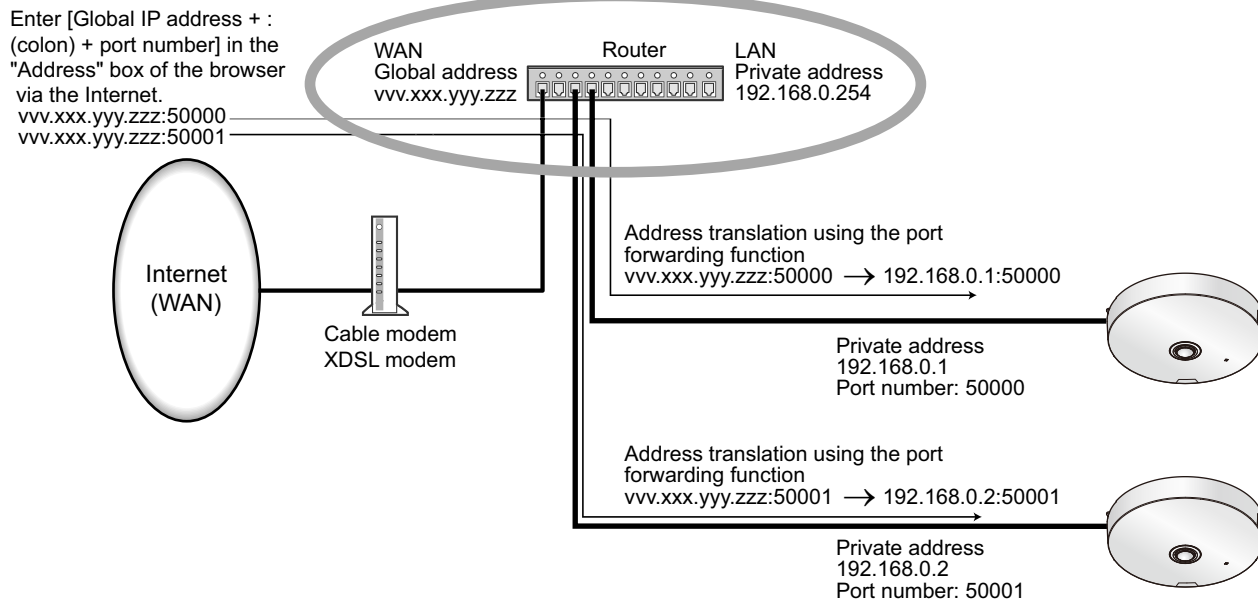 Enter [Global IP address + :
(colon) + port number] in the
"Address" box of the browser
via the Internet.
vvv.xxx.yyy.zzz:50000
vvv.xxx.yyy.zzz:50001
WAN
Global address
vvv.xxx.yyy.zzz
Router
LAN
Private address
192.168.0.254
Internet
(WAN)
Cable modem
XDSL modem
Address translation using the port
forwarding function
vvv.xxx.yyy.zzz:50000 → 192.168.0.1:50000
Private address
192.168.0.1
Port number: 50000
Address translation using the port
forwarding function
vvv.xxx.yyy.zzz:50001 → 192.168.0.2:50001
Private address
192.168.0.2
Port number: 50001